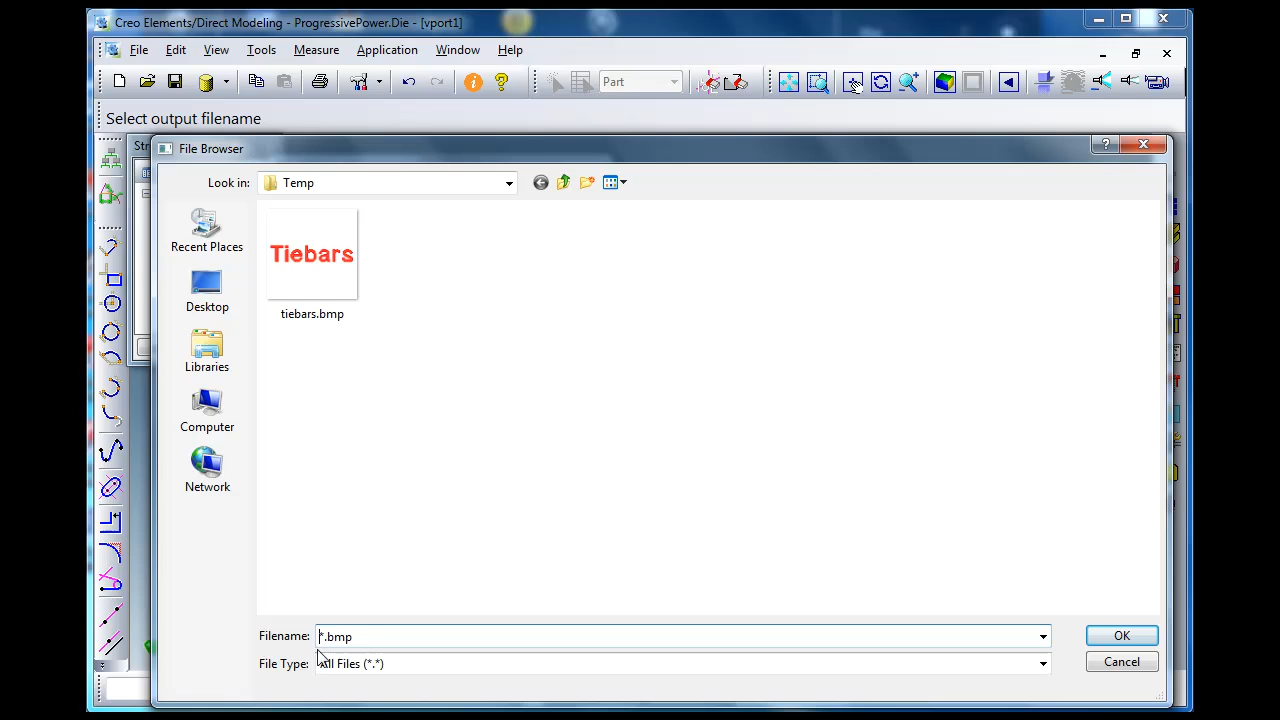 Creo Elements/Direct Modeling - ProgressivePower.Die - [vport1]
File Edit View Tools Measure Application Window Help
Part
Select output filename
File Browser
Look in: Temp
Recent Places
Desktop
Libraries
Computer
Network
Tiebars
tiebars.bmp
Filename: *.bmp
OK
File Type: All Files (*.*)
Cancel